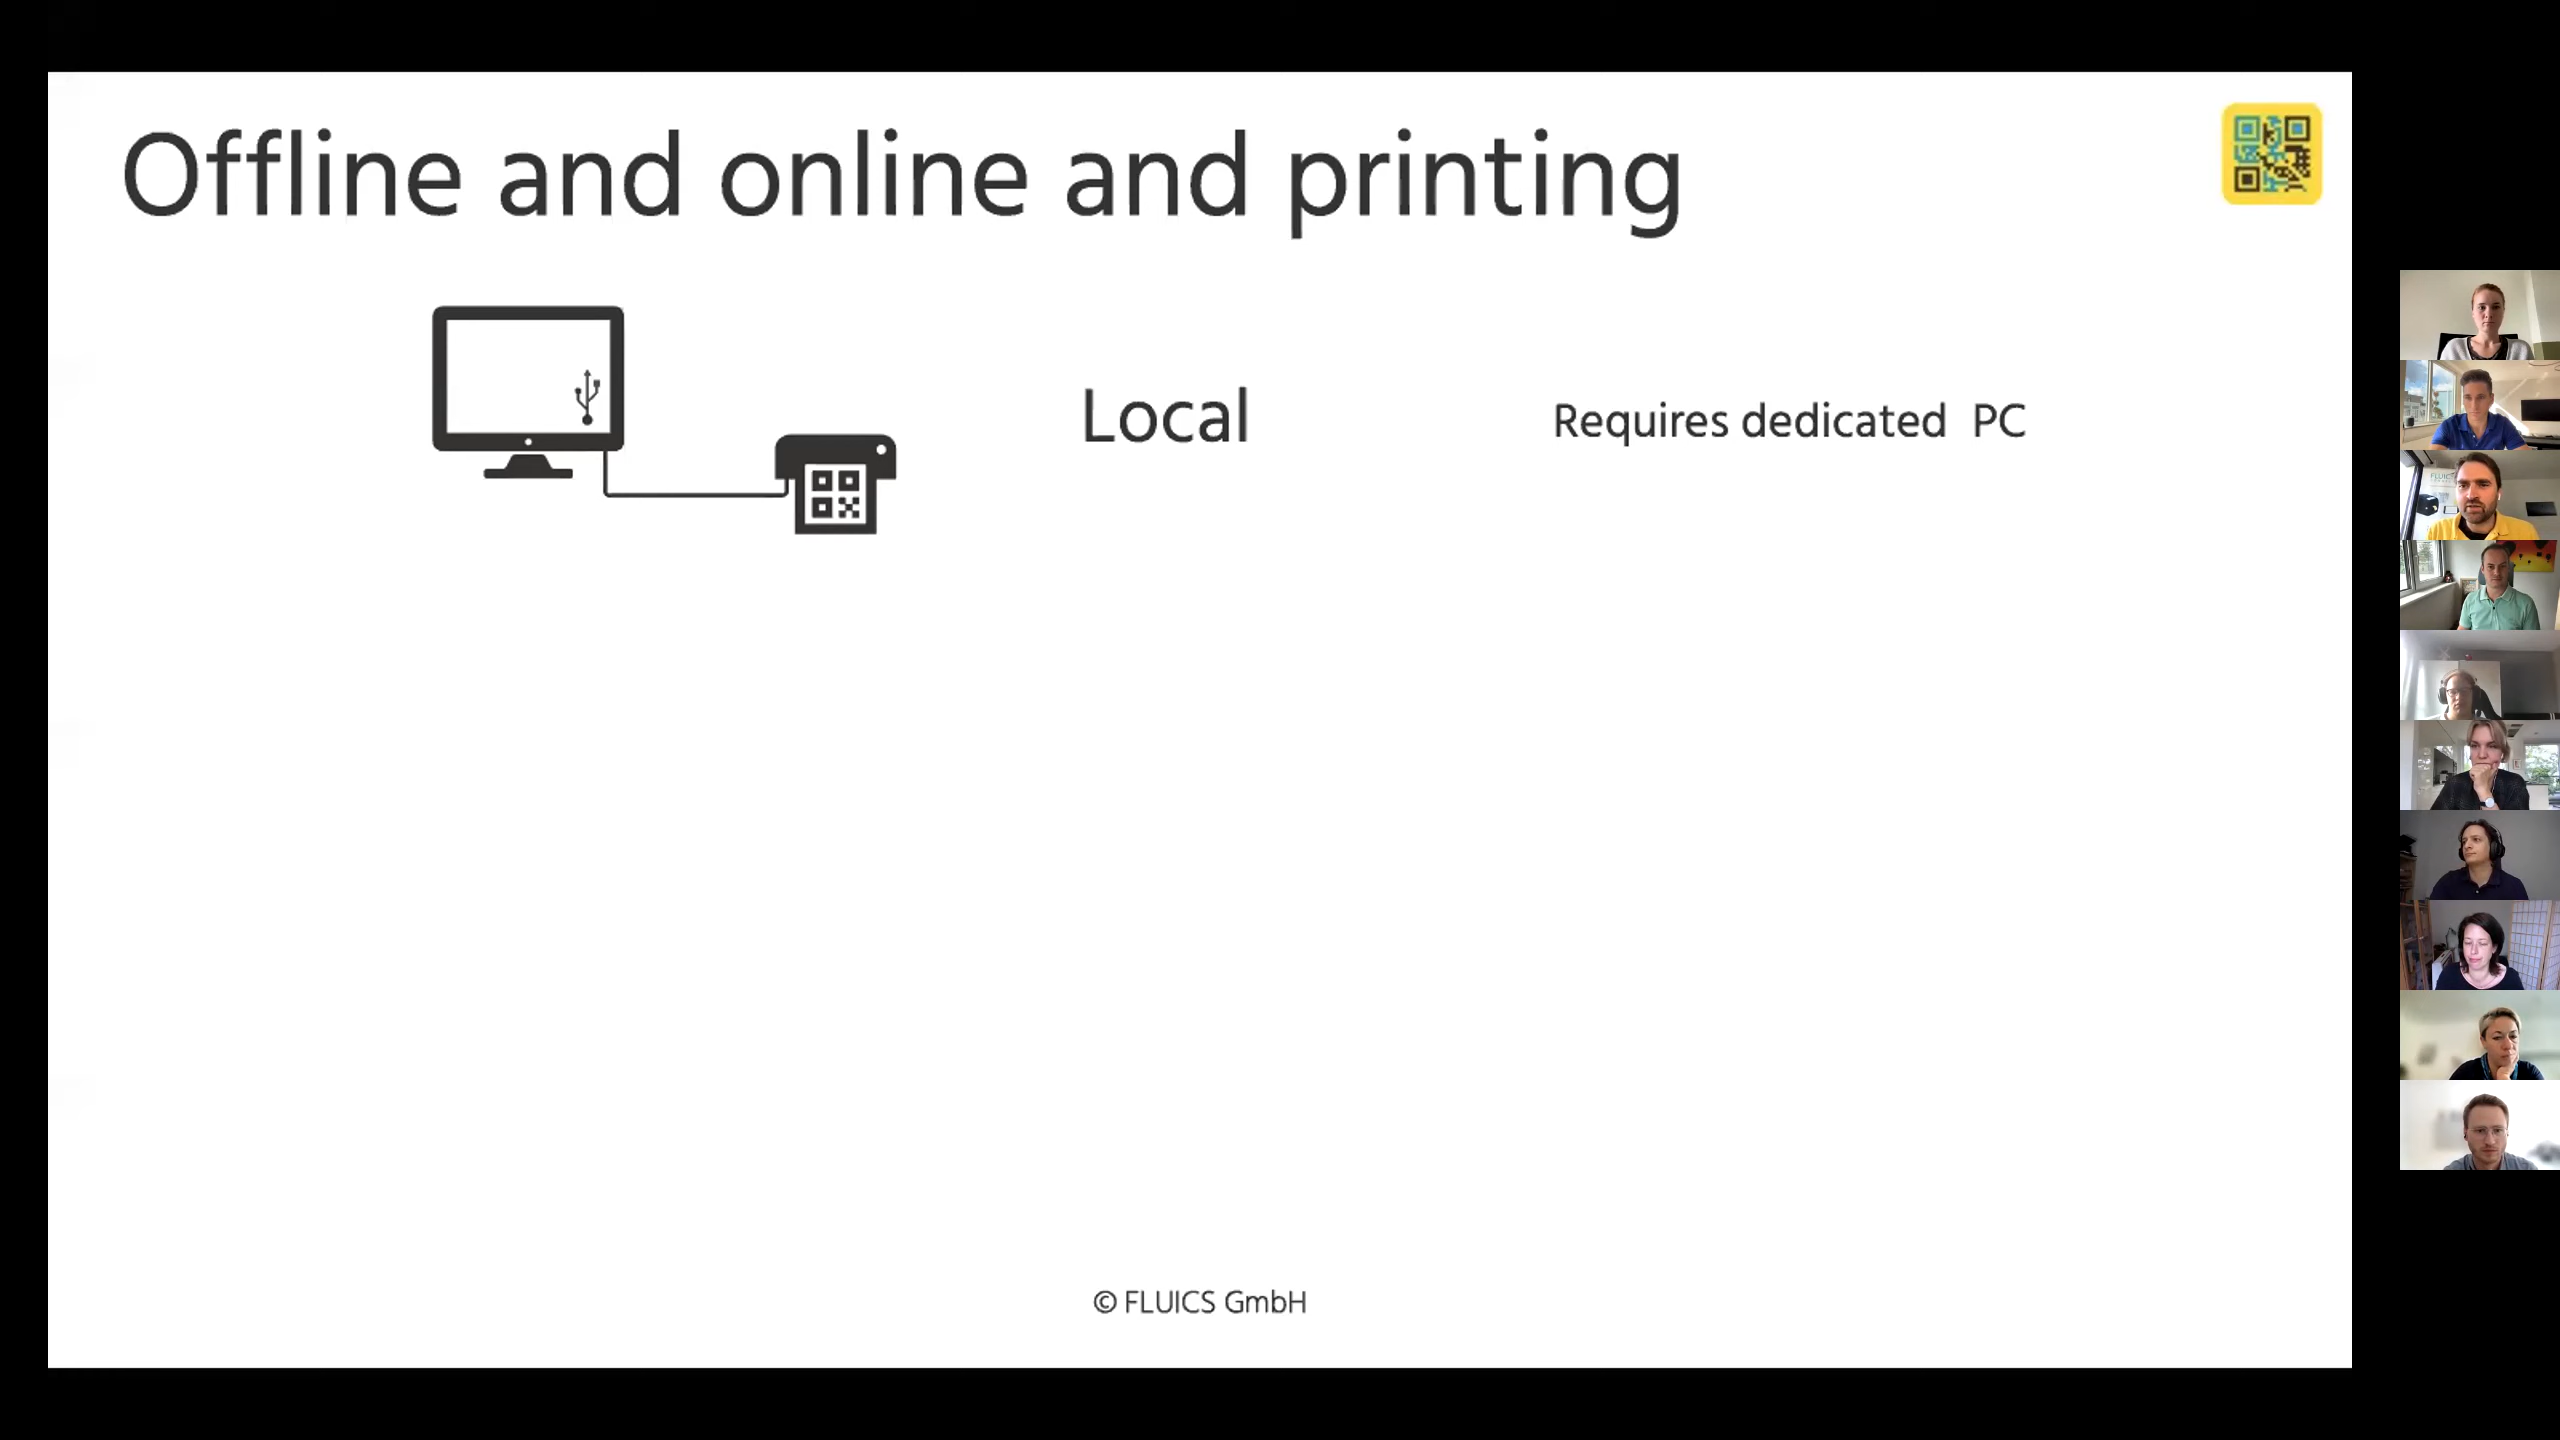 Offline and online and printing
Local
Requires dedicated PC
© FLUICS GmbH